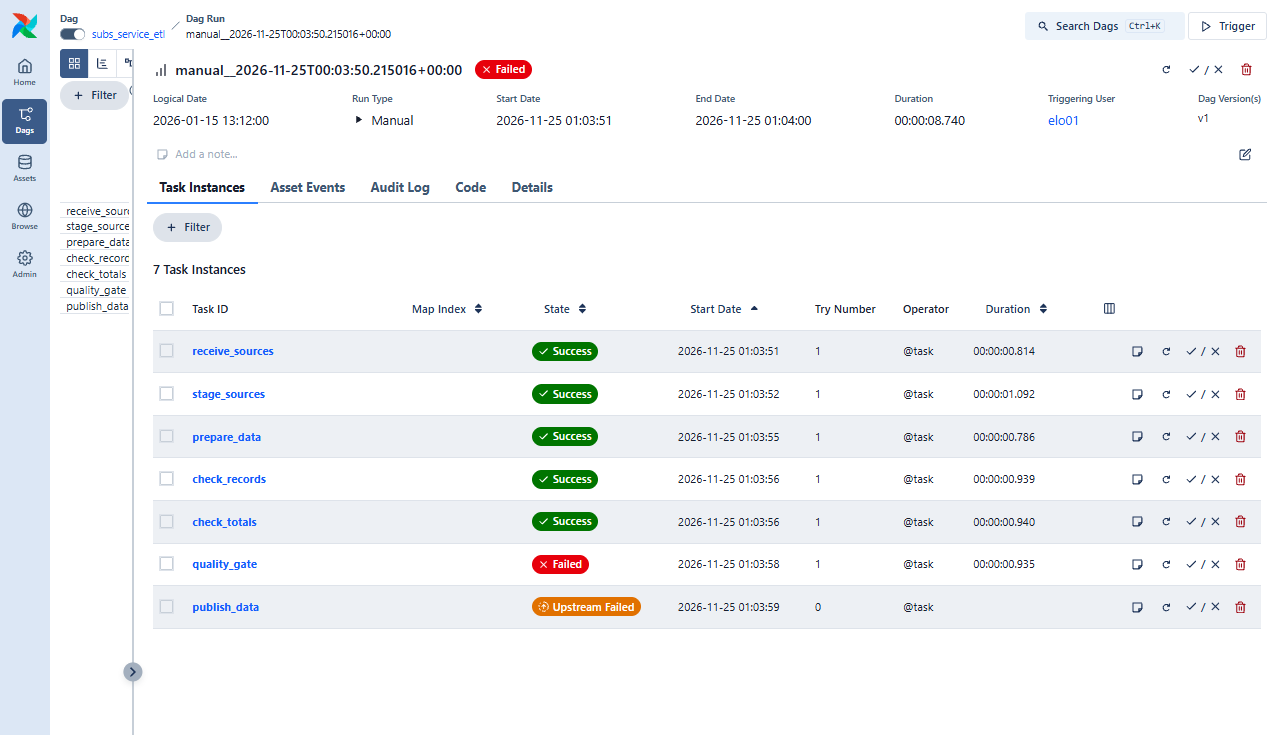 Dag
subs_service_etl
Dag Run
manual__2026-11-25T00:03:50.215016+00:00
Search Dags Ctrl+K
Trigger
Home
Dags
Assets
Browse
Admin
Filter
receive_sourc
stage_source
prepare_data
check_record
check_totals
quality_gate
publish_data
manual__2026-11-25T00:03:50.215016+00:00 Failed
/
Logical Date Run Type Start Date End Date Duration Triggering User Dag Version(s)
2026-01-15 13:12:00 Manual 2026-11-25 01:03:51 2026-11-25 01:04:00 00:00:08.740 elo01 v1
Add a note...
Task Instances Asset Events Audit Log Code Details
Filter
7 Task Instances
Task ID Map Index State Start Date Try Number Operator Duration
receive_sources Success 2026-11-25 01:03:51 1 @task 00:00:00.814 /
stage_sources Success 2026-11-25 01:03:52 1 @task 00:00:01.092 /
prepare_data Success 2026-11-25 01:03:55 1 @task 00:00:00.786 /
check_records Success 2026-11-25 01:03:56 1 @task 00:00:00.939 /
check_totals Success 2026-11-25 01:03:56 1 @task 00:00:00.940 /
quality_gate Failed 2026-11-25 01:03:58 1 @task 00:00:00.935 /
publish_data Upstream Failed 2026-11-25 01:03:59 0 @task /